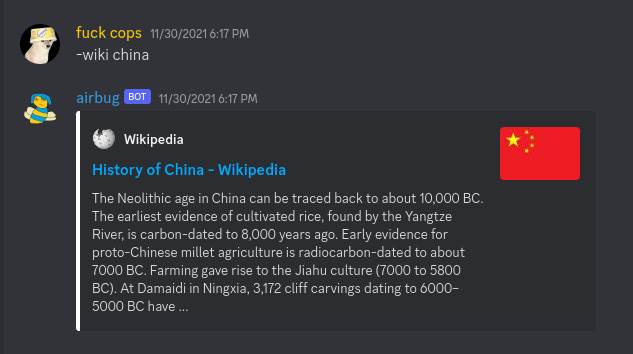 fuck cops 11/30/2021 6:17 PM
-wiki china
airbug BOT 11/30/2021 6:17 PM
Wikipedia
History of China - Wikipedia
The Neolithic age in China can be traced back to about 10,000 BC.
The earliest evidence of cultivated rice, found by the Yangtze
River, is carbon-dated to 8,000 years ago. Early evidence for
proto-Chinese millet agriculture is radiocarbon-dated to about
7000 BC. Farming gave rise to the Jiahu culture (7000 to 5800
BC). At Damaidi in Ningxia, 3,172 cliff carvings dating to 6000–
5000 BC have ...